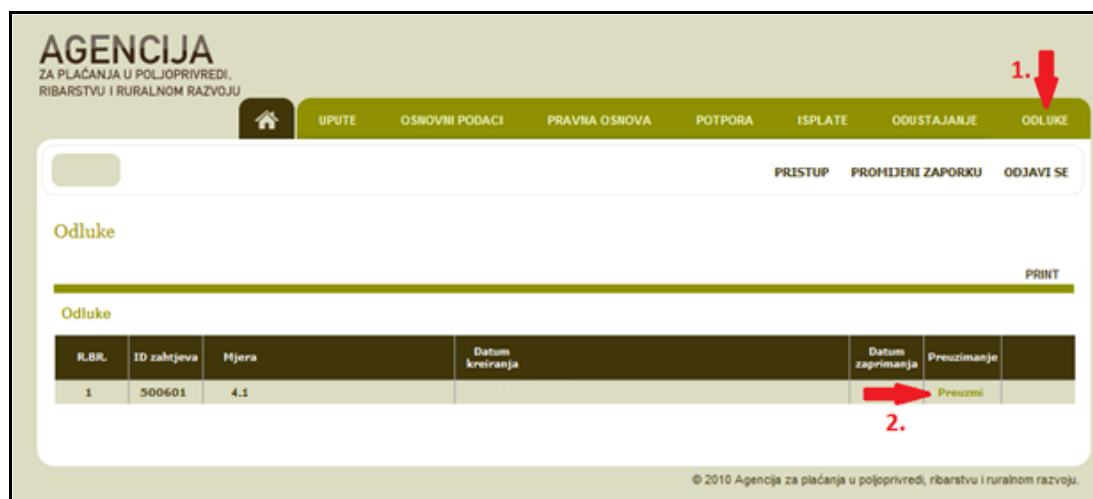 AGENCIJA
ZA PLAĆANJA U POLJOPRIVREDI,
RIBARSTVU I RURALNOM RAZVOJU
1.
UPUTE OSNOVNI PODACI PRAVNA OSNOVA POTPORA ISPLATE ODUSTAJANJE ODLUKE
PRISTUP PROMIJENI ZAPORKU ODJAVI SE
Odluke
PRINT
Odluke
R.BR. ID zahtjeva Mjera Datum kreiranja Datum zaprimanja Preuzimanje
1 500601 4.1 Preuzmi
2.
© 2010 Agencija za plaćanja u poljoprivredi, ribarstvu i ruralnom razvoju.